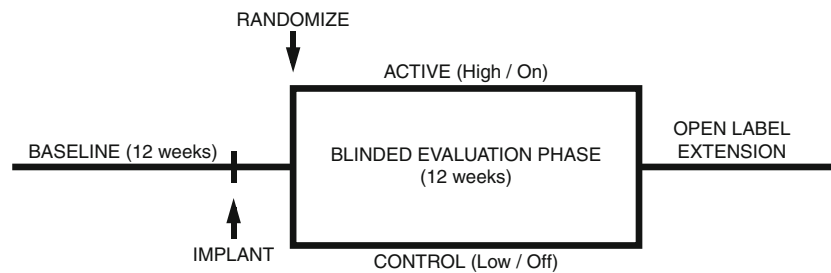 RANDOMIZE
ACTIVE (High / On)
BASELINE (12 weeks)
BLINDED EVALUATION PHASE
(12 weeks)
OPEN LABEL
EXTENSION
IMPLANT
CONTROL (Low / Off)